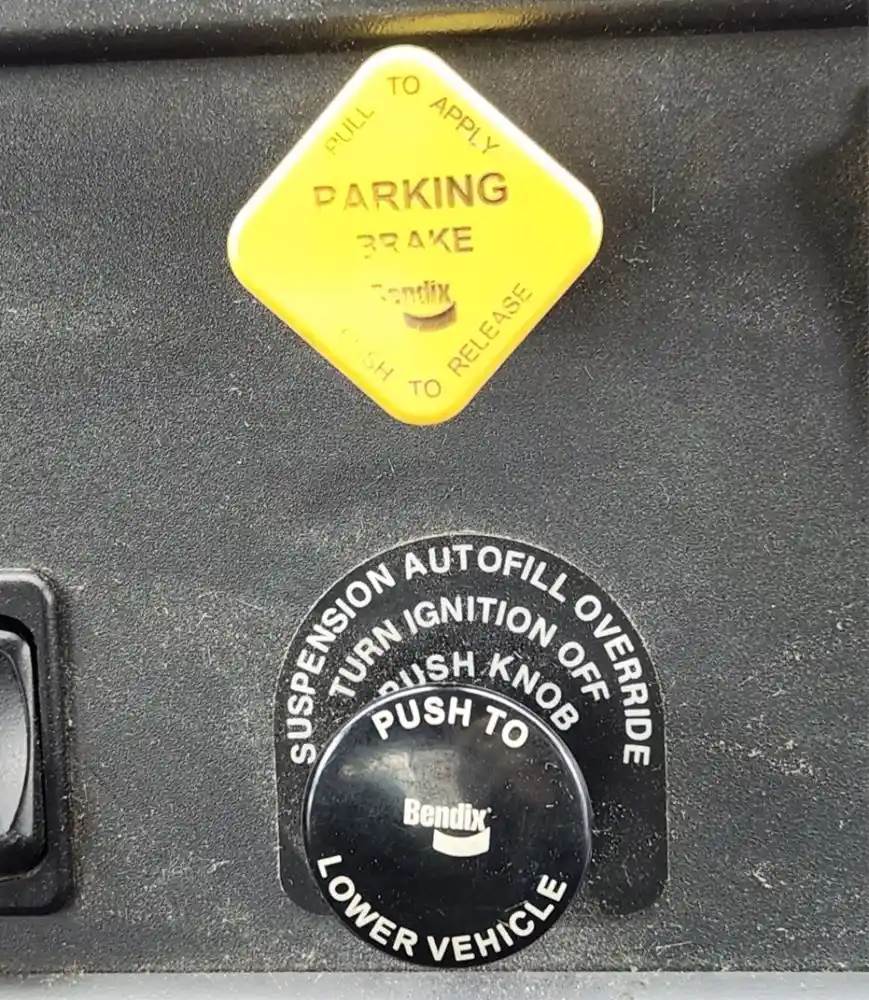 PULL TO APPLY
PARKING
BRAKE
Bendix
PUSH TO RELEASE
SUSPENSION AUTOFILL OVERRIDE
TURN IGNITION OFF
PUSH KNOB
PUSH TO
Bendix
LOWER VEHICLE